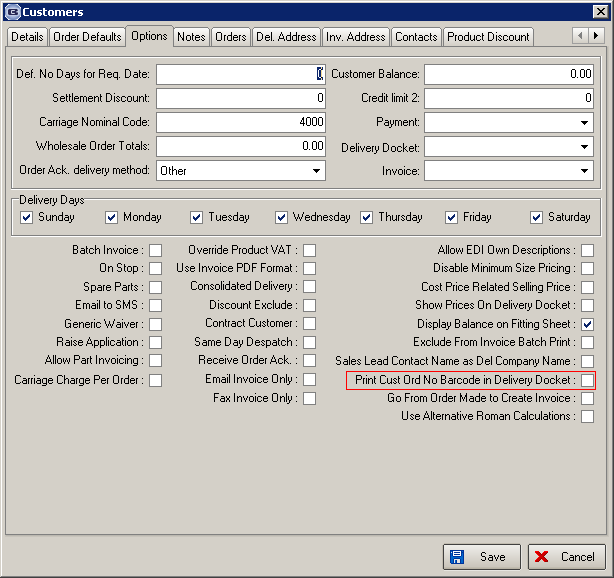 Customers
Details Order Defaults Options Notes Orders Del. Address Inv. Address Contacts Product Discount
Def. No Days for Req. Date: 0 Customer Balance: 0.00
Settlement Discount: 0 Credit limit 2: 0
Carriage Nominal Code: 4000 Payment:
Wholesale Order Totals: 0.00 Delivery Docket:
Order Ack. delivery method: Other Invoice:
Delivery Days
Sunday Monday Tuesday Wednesday Thursday Friday Saturday
Batch Invoice : Override Product VAT : Allow EDI Own Descriptions :
On Stop : Use Invoice PDF Format : Disable Minimum Size Pricing :
Spare Parts : Consolidated Delivery : Cost Price Related Selling Price :
Email to SMS : Discount Exclude : Show Prices On Delivery Docket :
Generic Waiver : Contract Customer : Display Balance on Fitting Sheet :
Raise Application : Same Day Despatch : Exclude From Invoice Batch Print :
Allow Part Invoicing : Receive Order Ack. : Sales Lead Contact Name as Del Company Name :
Carriage Charge Per Order : Email Invoice Only : Print Cust Ord No Barcode in Delivery Docket :
Fax Invoice Only : Go From Order Made to Create Invoice :
Use Alternative Roman Calculations :
Save Cancel